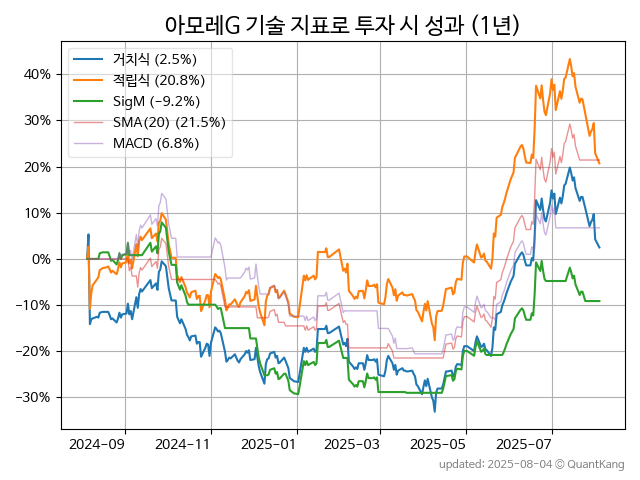 아모레G 기술 지표로 투자 시 성과 (1년)
거치식 (2.5%)
적립식 (20.8%)
SigM (-9.2%)
SMA(20) (21.5%)
MACD (6.8%)
40%
30%
20%
10%
0%
-10%
-20%
-30%
2024-09 2024-11 2025-01 2025-03 2025-05 2025-07
updated: 2025-08-04 © QuantKang